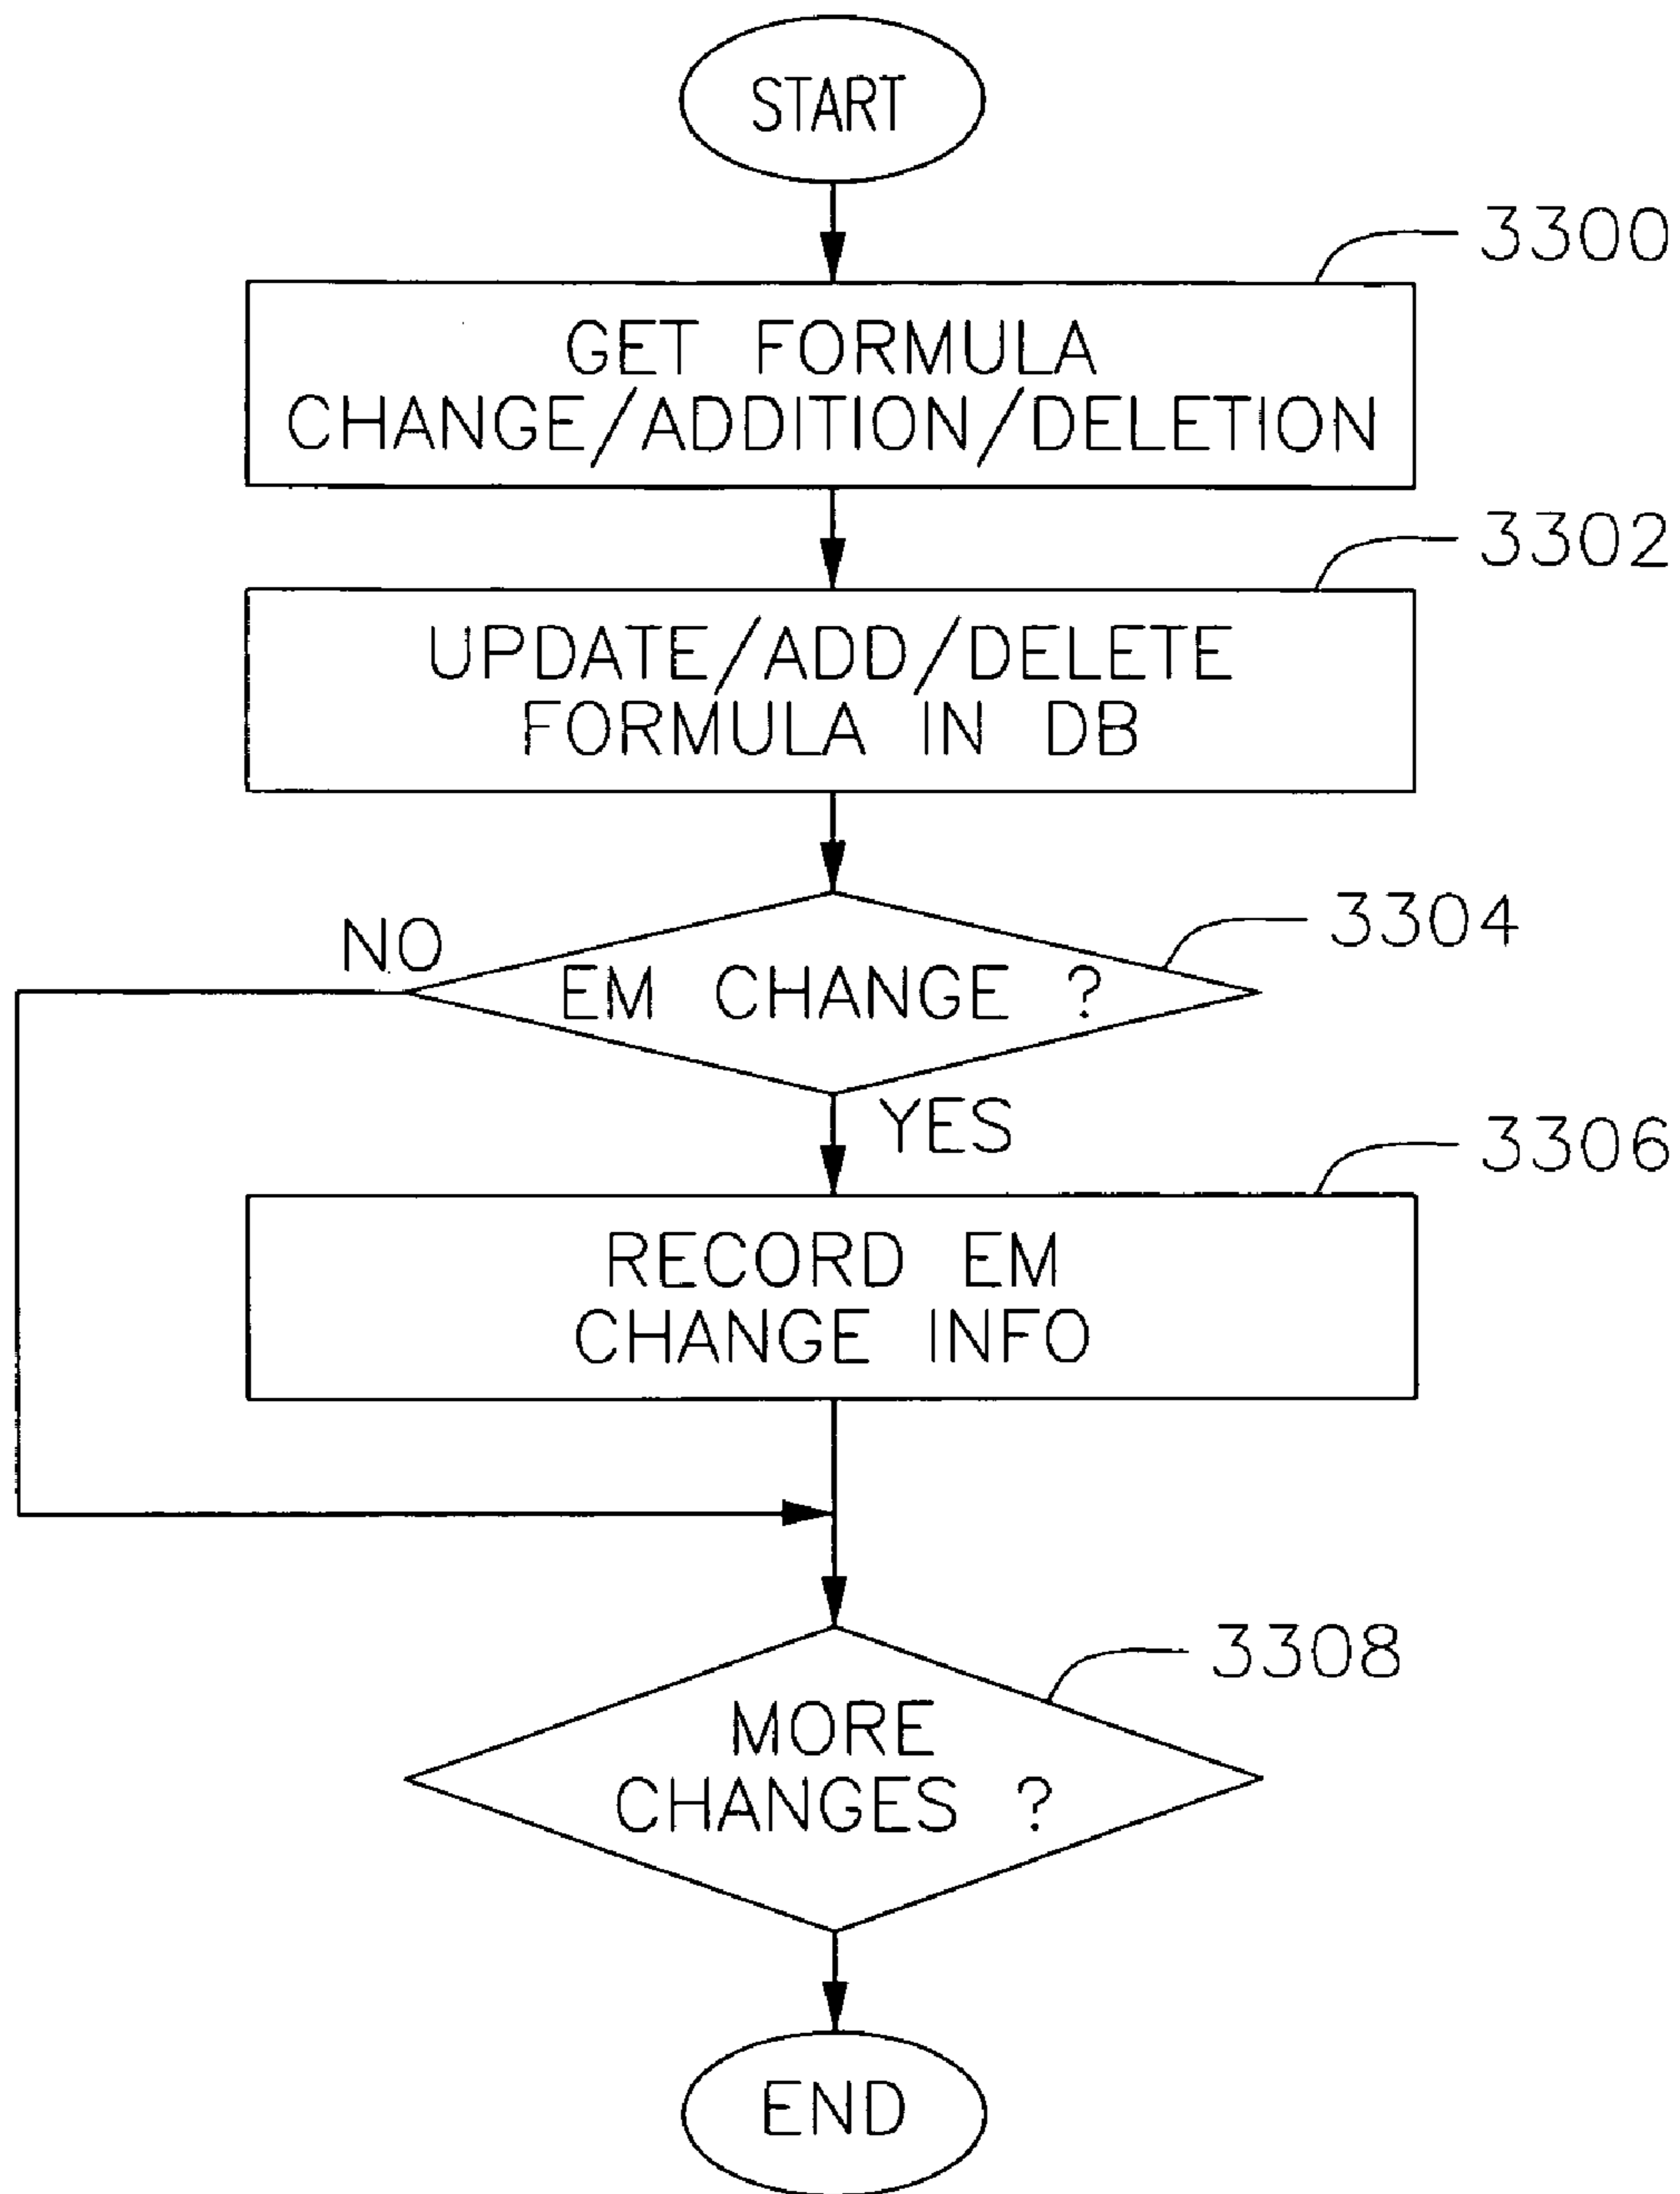 START
3300
GET FORMULA
CHANGE/ADDITION/DELETION
3302
UPDATE/ADD/DELETE
FORMULA IN DB
NO
3304
EM CHANGE ?
YES
3306
RECORD EM
CHANGE INFO
3308
MORE
CHANGES ?
END